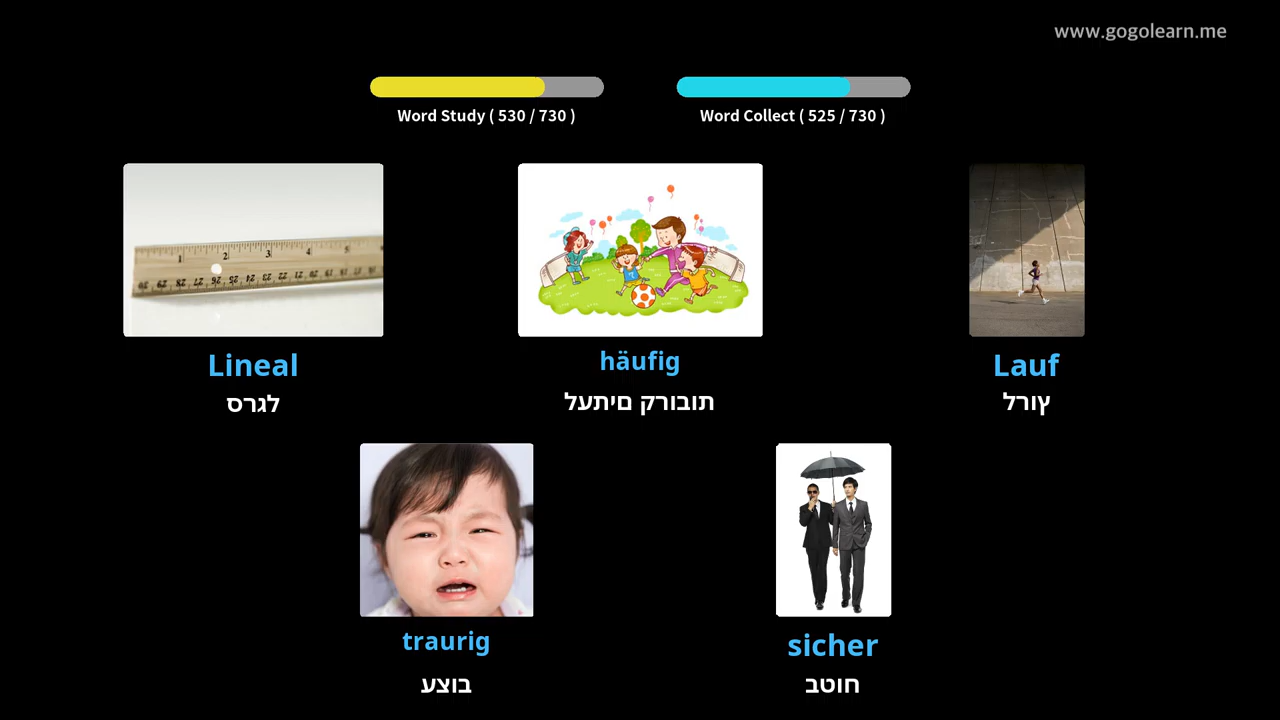 www.gogolearn.me
Word Study ( 530 / 730 )
Word Collect ( 525 / 730 )
Lineal
לגרס
häufig
תובורק םיתעל
Lauf
ץורל
traurig
בוצע
sicher
חוטב